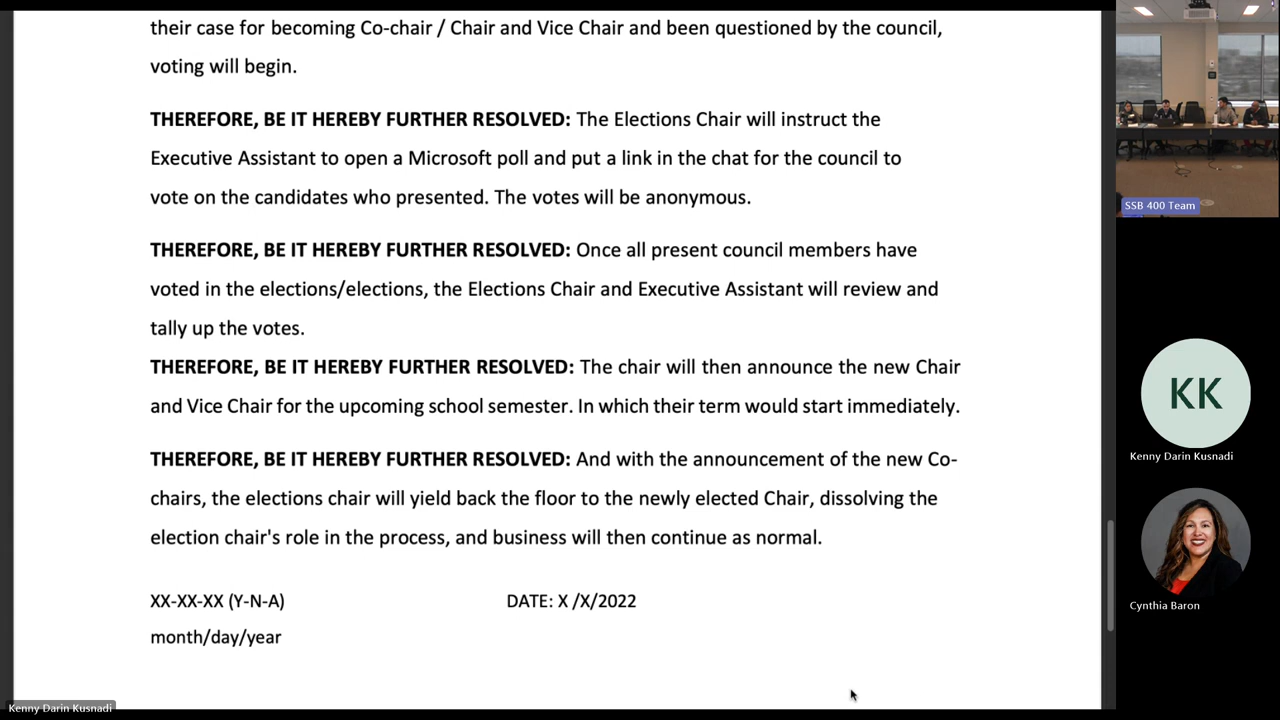 their case for becoming Co-chair / Chair and Vice Chair and been questioned by the council,
voting will begin.
THEREFORE, BE IT HEREBY FURTHER RESOLVED: The Elections Chair will instruct the
Executive Assistant to open a Microsoft poll and put a link in the chat for the council to
vote on the candidates who presented. The votes will be anonymous.
THEREFORE, BE IT HEREBY FURTHER RESOLVED: Once all present council members have
voted in the elections/elections, the Elections Chair and Executive Assistant will review and
tally up the votes.
THEREFORE, BE IT HEREBY FURTHER RESOLVED: The chair will then announce the new Chair
and Vice Chair for the upcoming school semester. In which their term would start immediately.
THEREFORE, BE IT HEREBY FURTHER RESOLVED: And with the announcement of the new Co-
chairs, the elections chair will yield back the floor to the newly elected Chair, dissolving the
election chair's role in the process, and business will then continue as normal.
XX-XX-XX (Y-N-A) DATE: X /X/2022
month/day/year
Kenny Darin Kusnadi
SSB 400 Team
KK
Kenny Darin Kusnadi
Cynthia Baron